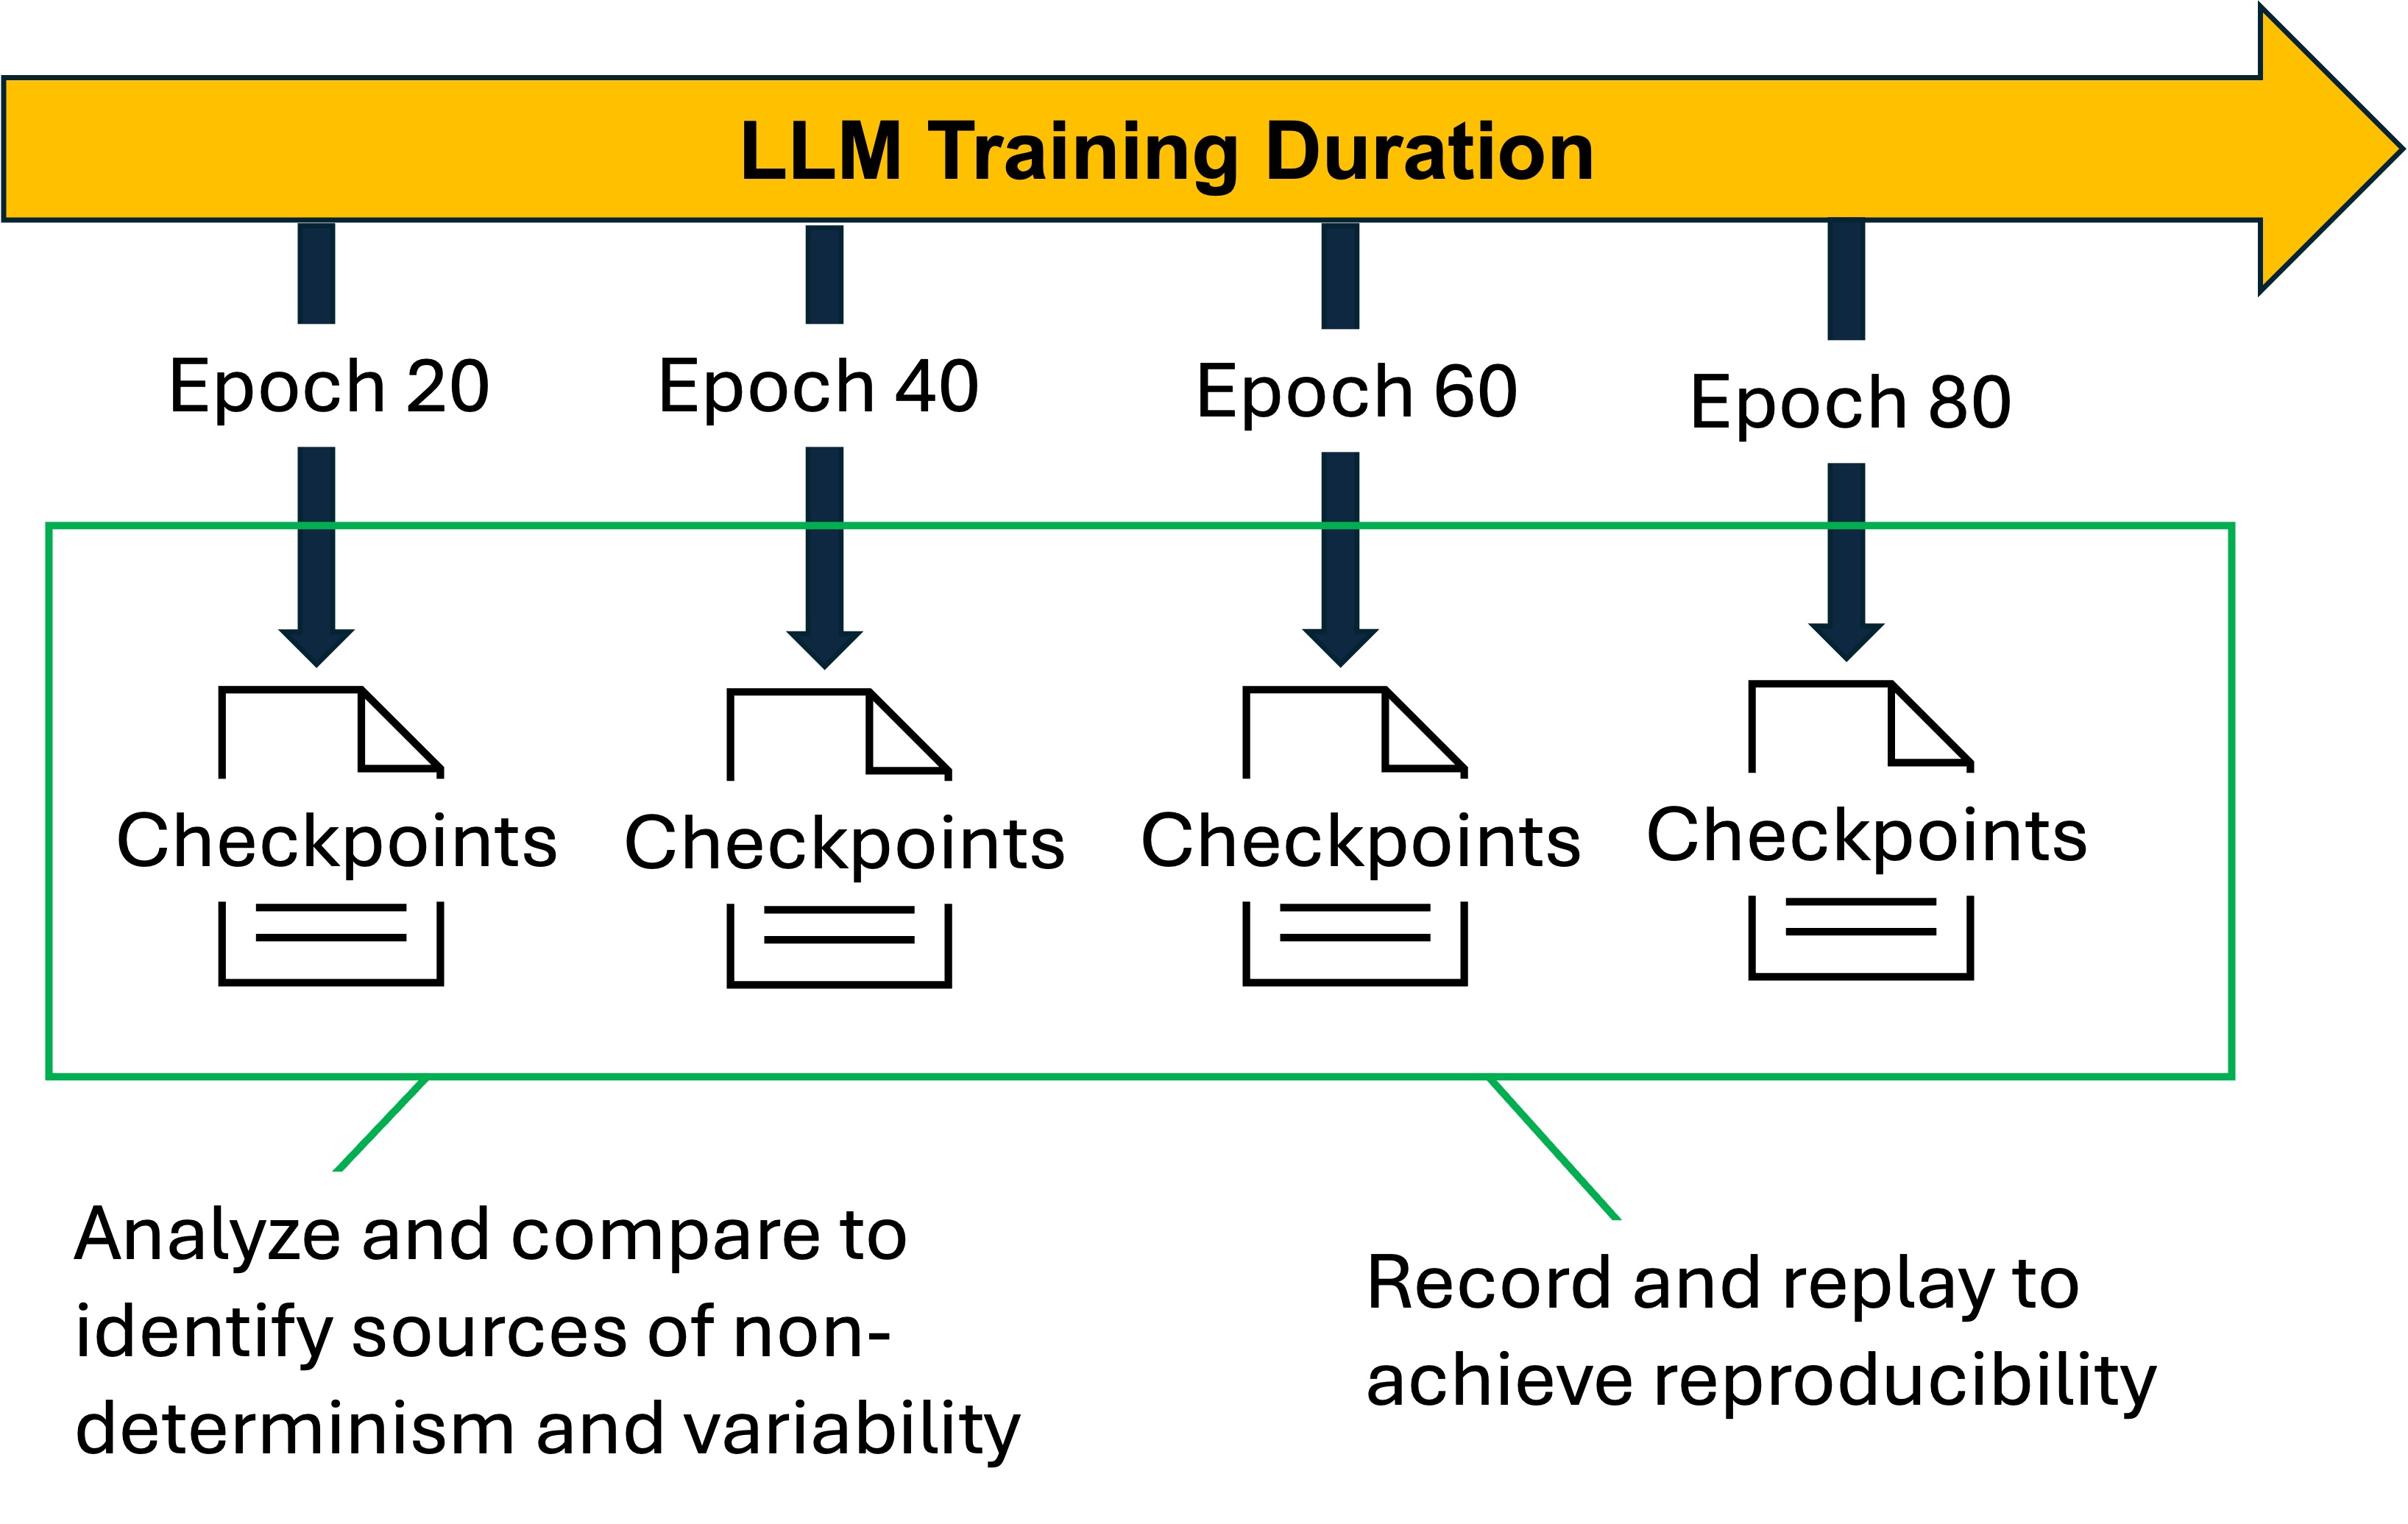 LLM Training Duration
Epoch 20
Epoch 40
Epoch 60
Epoch 80
Checkpoints
Checkpoints
Checkpoints
Checkpoints
Analyze and compare to
identify sources of non-
determinism and variability
Record and replay to
achieve reproducibility